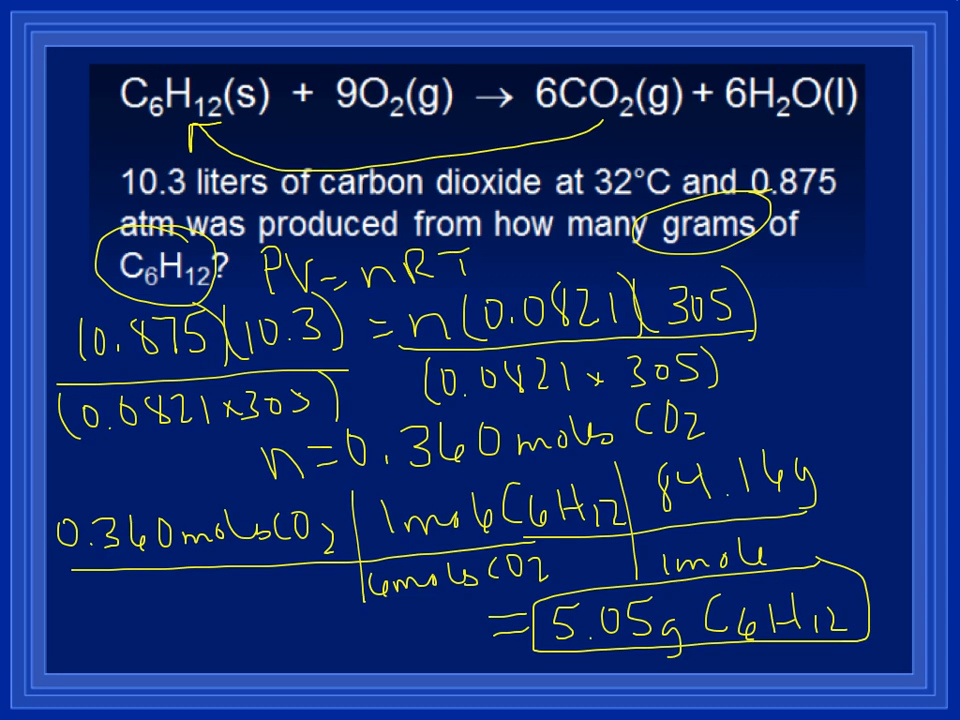 C₆H₁₂(s) + 9O₂(g) → 6CO₂(g) + 6H₂O(l)
10.3 liters of carbon dioxide at 32°C and 0.875
atm was produced from how many grams of
C₆H₁₂?
PV = nRT
(0.875)(10.3) = n(0.0821)(305)
(0.0821 x 305) (0.0821 x 305)
n = 0.360 moles CO2
0.360 moles CO2 | 1 mole C6H12 | 84.16g
6 moles CO2 | 1 mole
= 5.05g C6H12